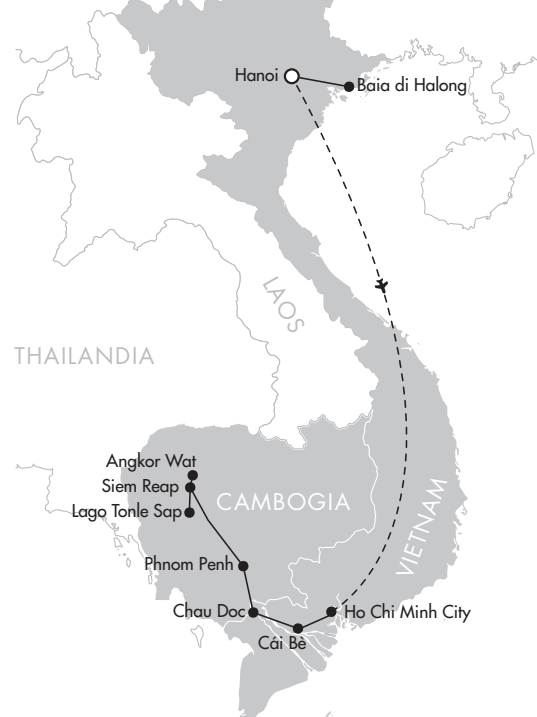 Hanoi
Baia di Halong
LAOS
THAILANDIA
Angkor Wat
Siem Reap
CAMBOGIA
Lago Tonle Sap
VIETNAM
Phnom Penh
Chau Doc
Ho Chi Minh City
Cái Bè